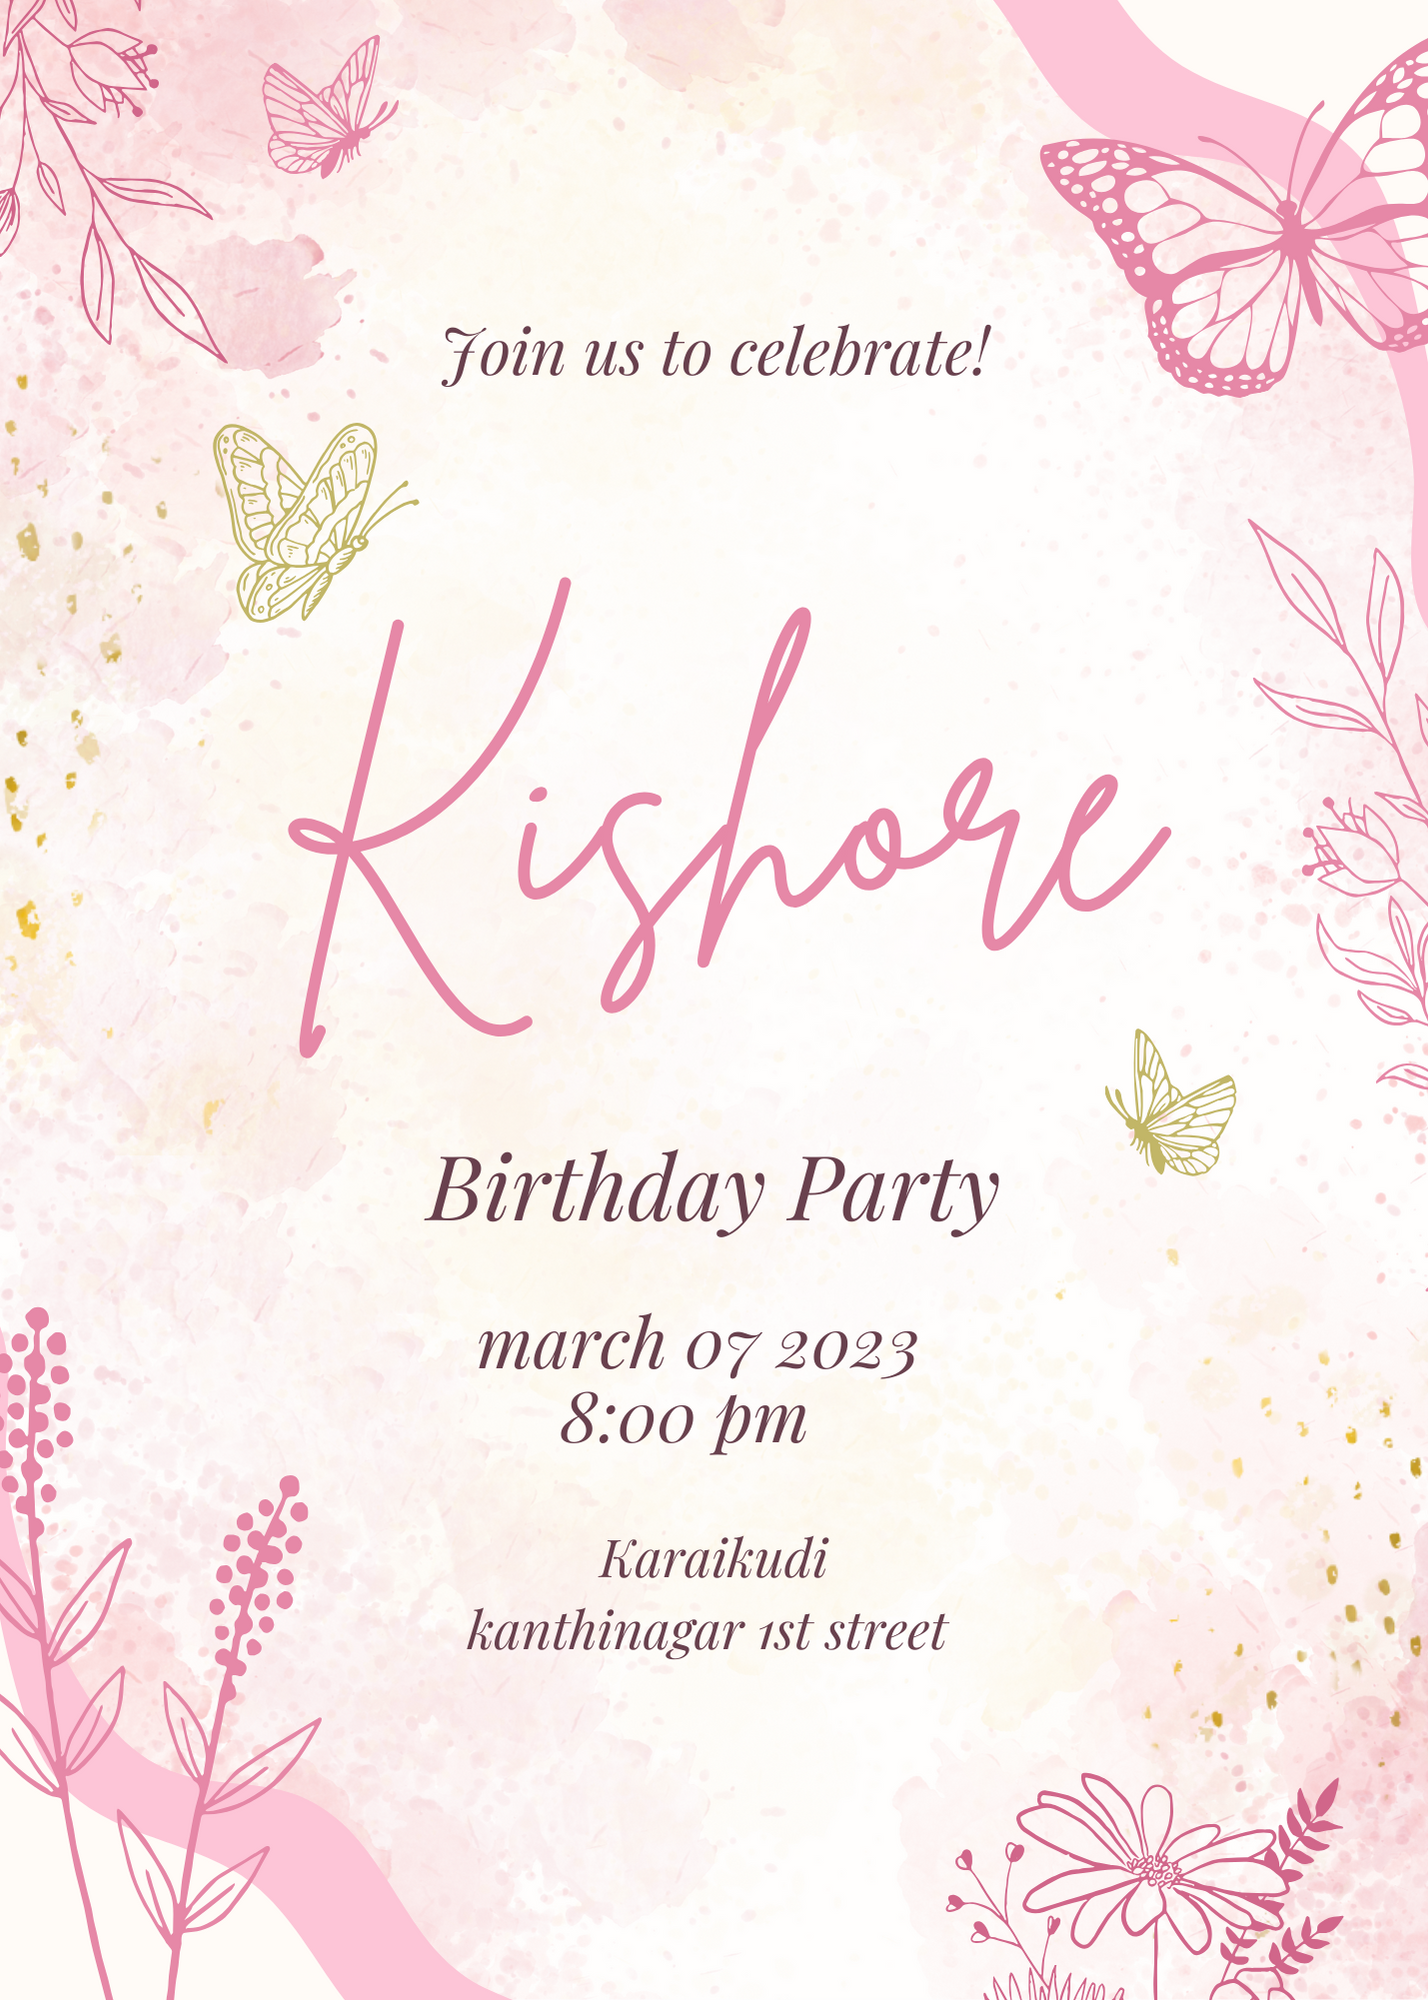 Join us to celebrate!
Kishore
Birthday Party
march 07 2023
8:00 pm
Karaikudi
kanthinagar 1st street